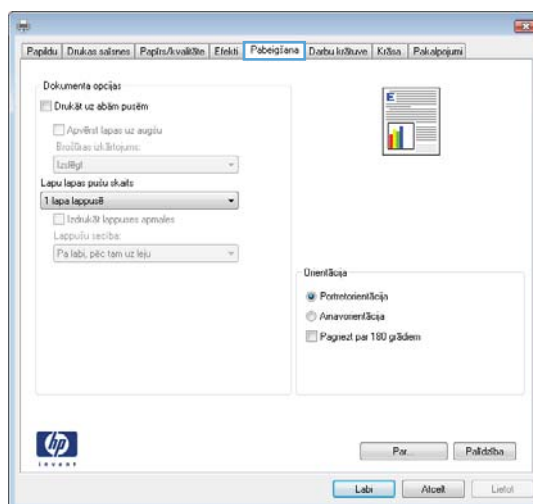 Papildu Drukas saīsnes Papīrs/kvalitāte Efekti Pabeigšana Darbu krātuve Krāsa Pakalpojumi
Dokumenta opcijas
Drukāt uz abām pusēm
Apvērst lapas uz augšu
Brošūras izkārtojums:
Izslēgt
Lapu lapas pušu skaits
1 lapa lappusē
Izdrukāt lappuses apmales
Lappušu secība:
Pa labi, pēc tam uz leju
E
Orientācija
Portretorientācija
Ainavorientācija
Pagriezt par 180 grādiem
hp
invent
Par...
Palīdzība
Labi
Atcelt
Lietot